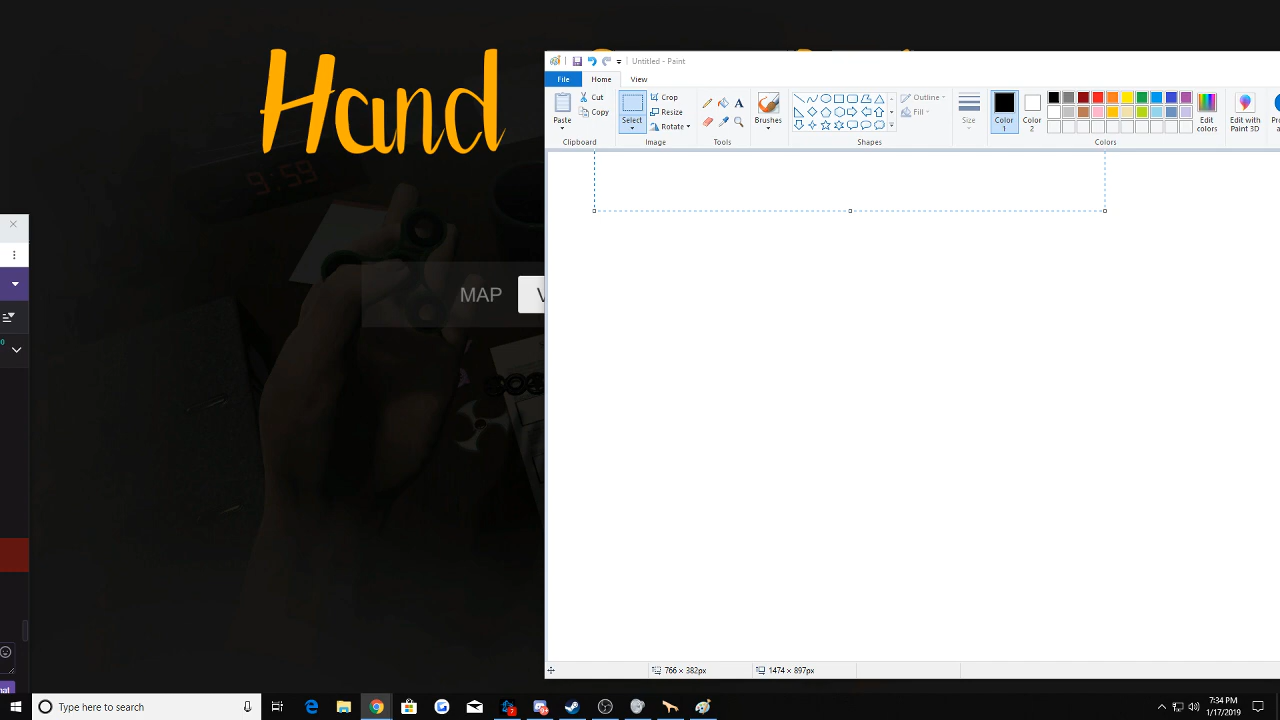 Hand
9:59
MAP
Untitled - Paint
File
Home
View
Paste
Cut
Copy
Clipboard
Select
Crop
Resize
Rotate
Image
A
Tools
Brushes
Outline
Fill
Shapes
Size
Color
1
Color
2
Edit
colors
Edit with
Paint 3D
Colors
766 × 382px
1474 × 897px
Type here to search
7:34 PM
1/17/2019